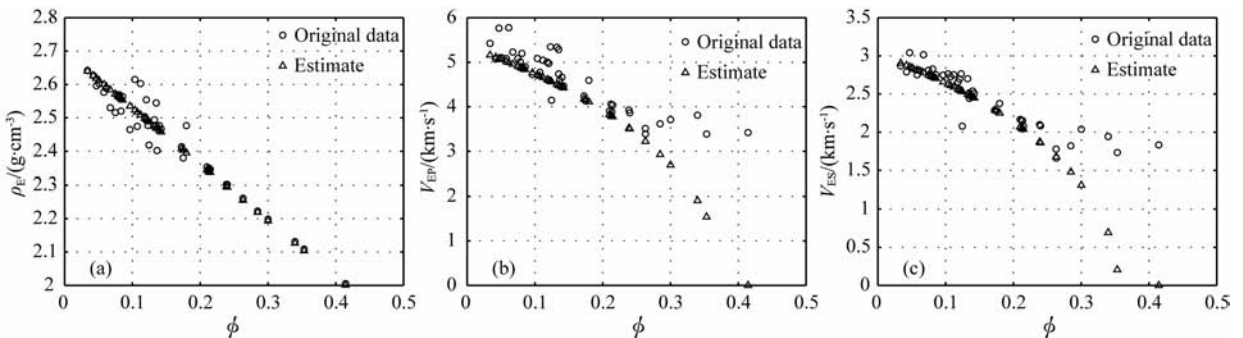 2.8
2.7
2.6
2.5
2.4
2.3
2.2
2.1
2
ρE/(g·cm-3)
Original data
Estimate
(a)
0 0.1 0.2 0.3 0.4 0.5
ϕ
6
5
4
3
2
1
0
VEP/(km·s-1)
Original data
Estimate
(b)
0 0.1 0.2 0.3 0.4 0.5
ϕ
3.5
3
2.5
2
1.5
1
0.5
0
VES/(km·s-1)
Original data
Estimate
(c)
0 0.1 0.2 0.3 0.4 0.5
ϕ